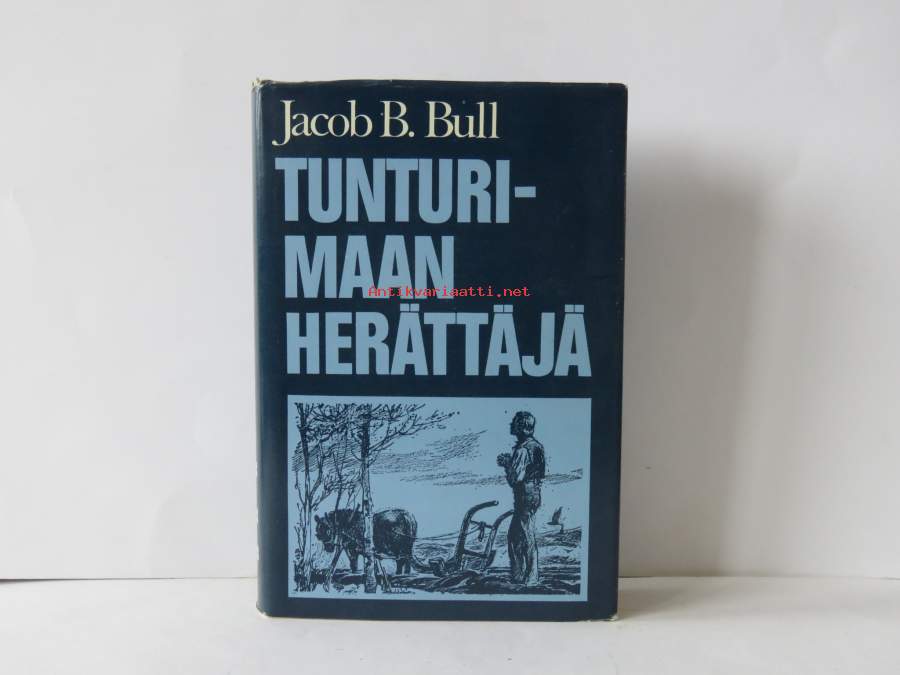 Jacob B. Bull
TUNTURI-
MAAN
Antikvariaatti.net
HERÄTTÄJÄ